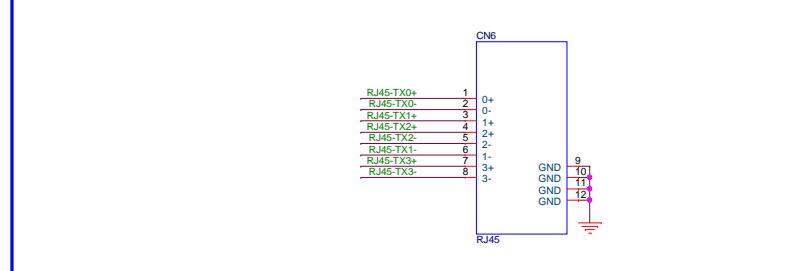 CN6
RJ45-TX0+ 1 0+
RJ45-TX0- 2 0-
RJ45-TX1+ 3 1+
RJ45-TX2+ 4 2+
RJ45-TX2- 5 2-
RJ45-TX1- 6 1-
RJ45-TX3+ 7 3+
RJ45-TX3- 8 3-
GND 9
GND 10
GND 11
GND 12
RJ45